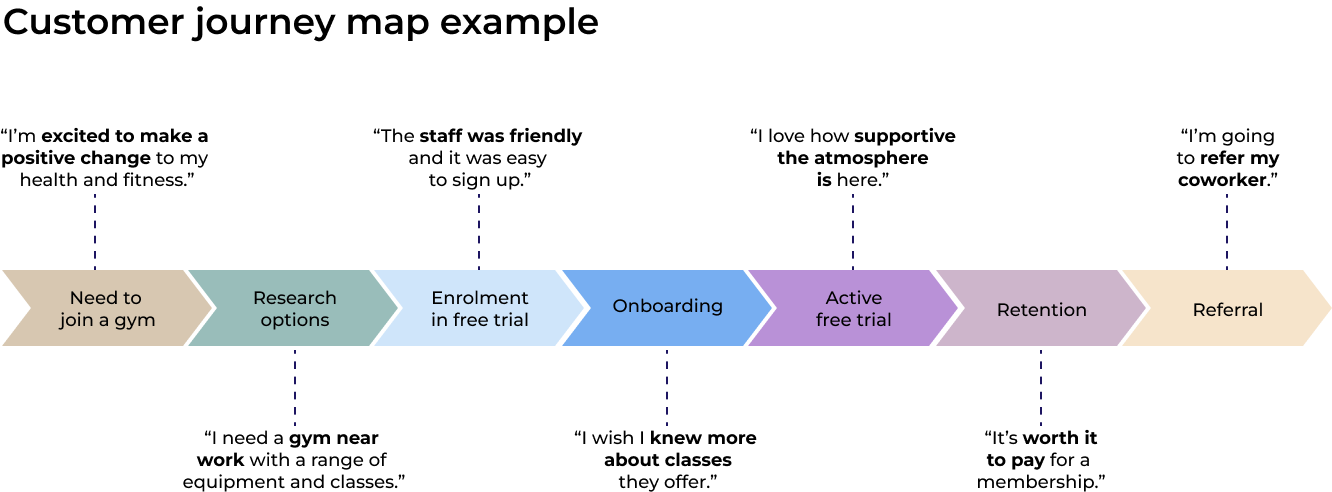 Customer journey map example
“I’m excited to make a
positive change to my
health and fitness.”
“The staff was friendly
and it was easy
to sign up.”
“I love how supportive
the atmosphere
is here.”
“I’m going
to refer my
coworker.”
Need to
join a gym
Research
options
Enrolment
in free trial
Onboarding
Active
free trial
Retention
Referral
“I need a gym near
work with a range of
equipment and classes.”
“I wish I knew more
about classes
they offer.”
“It’s worth it
to pay for a
membership.”